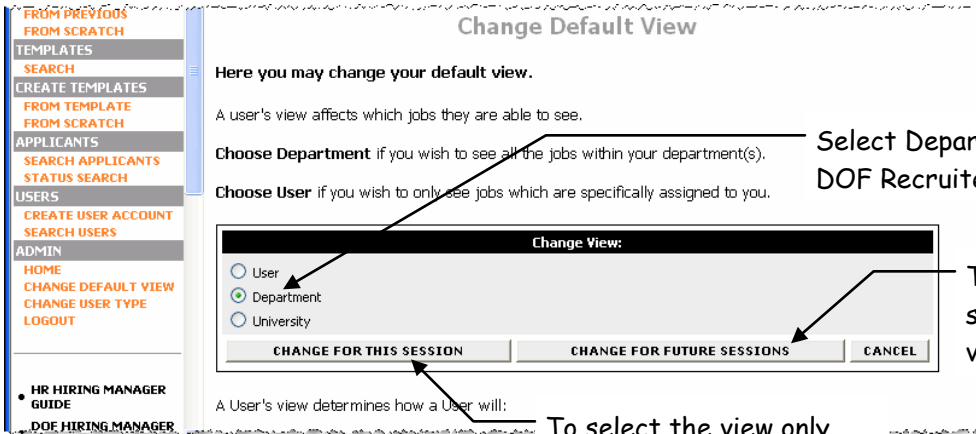 FROM PREVIOUS
FROM SCRATCH
TEMPLATES
SEARCH
CREATE TEMPLATES
FROM TEMPLATE
FROM SCRATCH
APPLICANTS
SEARCH APPLICANTS
STATUS SEARCH
USERS
CREATE USER ACCOUNT
SEARCH USERS
ADMIN
HOME
CHANGE DEFAULT VIEW
CHANGE USER TYPE
LOGOUT
• HR HIRING MANAGER
GUIDE
• DOF HIRING MANAGER
Change Default View
Here you may change your default view.
A user's view affects which jobs they are able to see.
Choose Department if you wish to see all the jobs within your department(s).
Choose User if you wish to only see jobs which are specifically assigned to you.
Change View:
User
Department
University
CHANGE FOR THIS SESSION CHANGE FOR FUTURE SESSIONS CANCEL
A User's view determines how a User will:
Select Depar
DOF Recruite
To select the view only